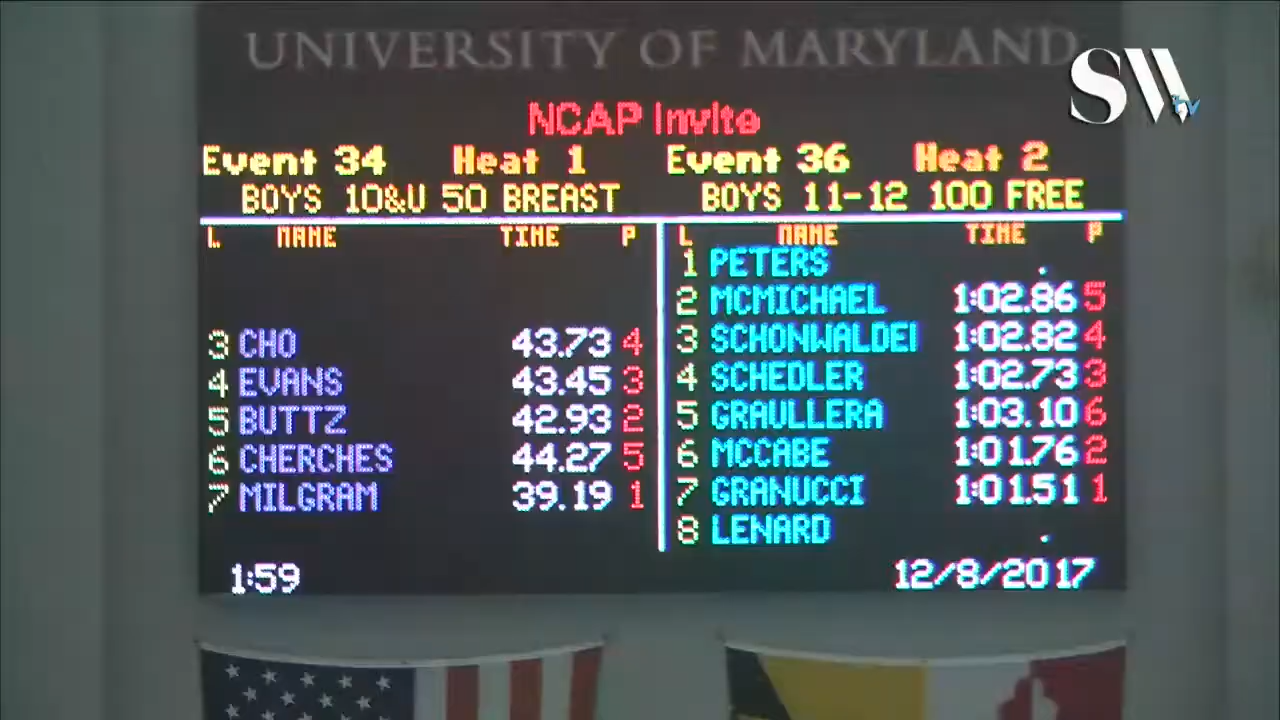 UNIVERSITY OF MARYLAND
SW TV
NCAP Invite
Event 34 Heat 1
BOYS 10&U 50 BREAST
L NAME TIME P
3 CHO 43.73 4
4 EVANS 43.45 3
5 BUTTZ 42.93 2
6 CHERCHES 44.27 5
7 MILGRAM 39.19 1
1:59
Event 36 Heat 2
BOYS 11-12 100 FREE
L NAME TIME P
1 PETERS .
2 MCMICHAEL 1:02.86 5
3 SCHONWALDE 1:02.82 4
4 SCHEDLER 1:02.73 3
5 GRAULLERA 1:03.10 6
6 MCCABE 1:01.76 2
7 GRANUCCI 1:01.51 1
8 LENARD .
12/8/2017